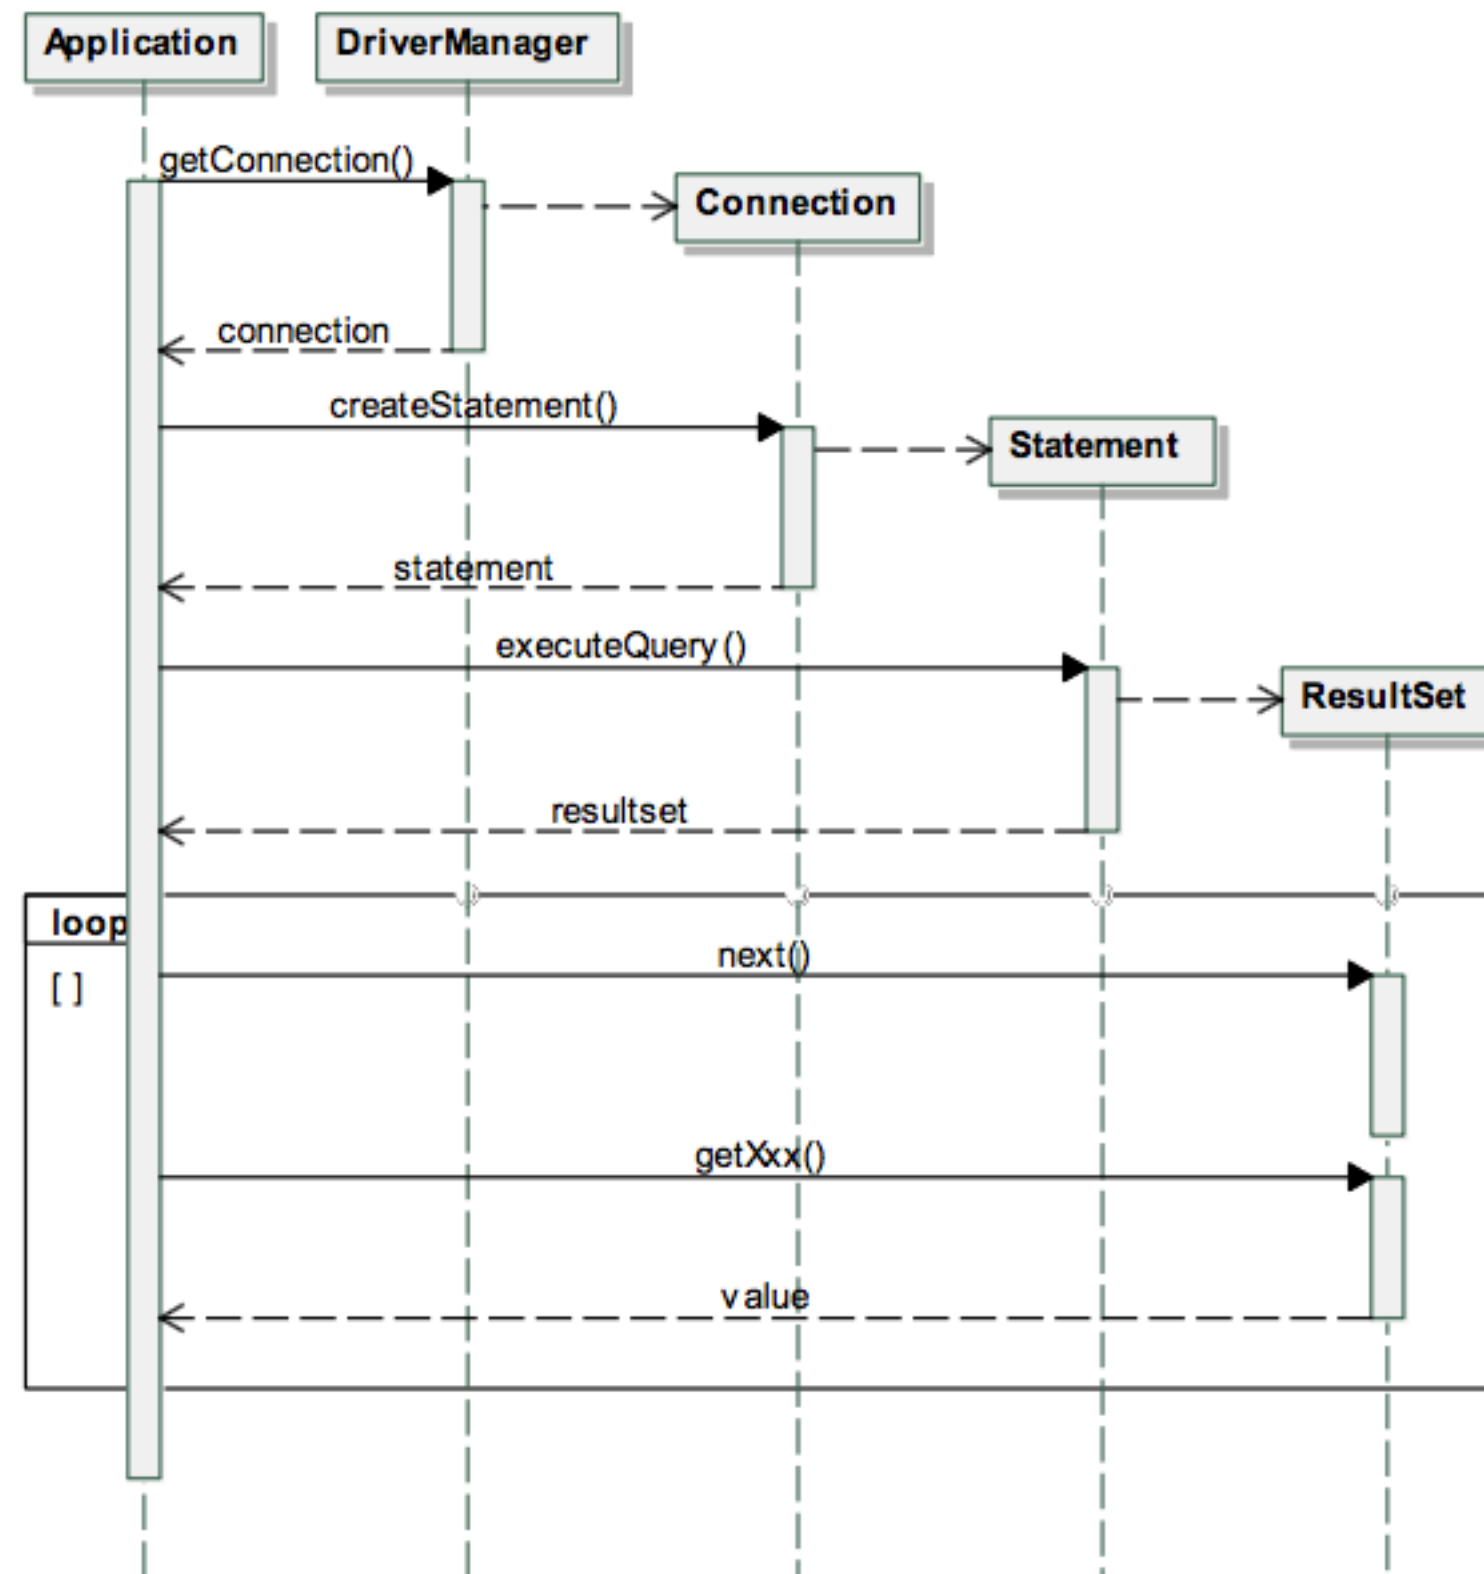 Application
DriverManager
getConnection()
Connection
connection
createStatement()
Statement
statement
executeQuery()
ResultSet
resultset
loop
next()
[ ]
getXxx()
value